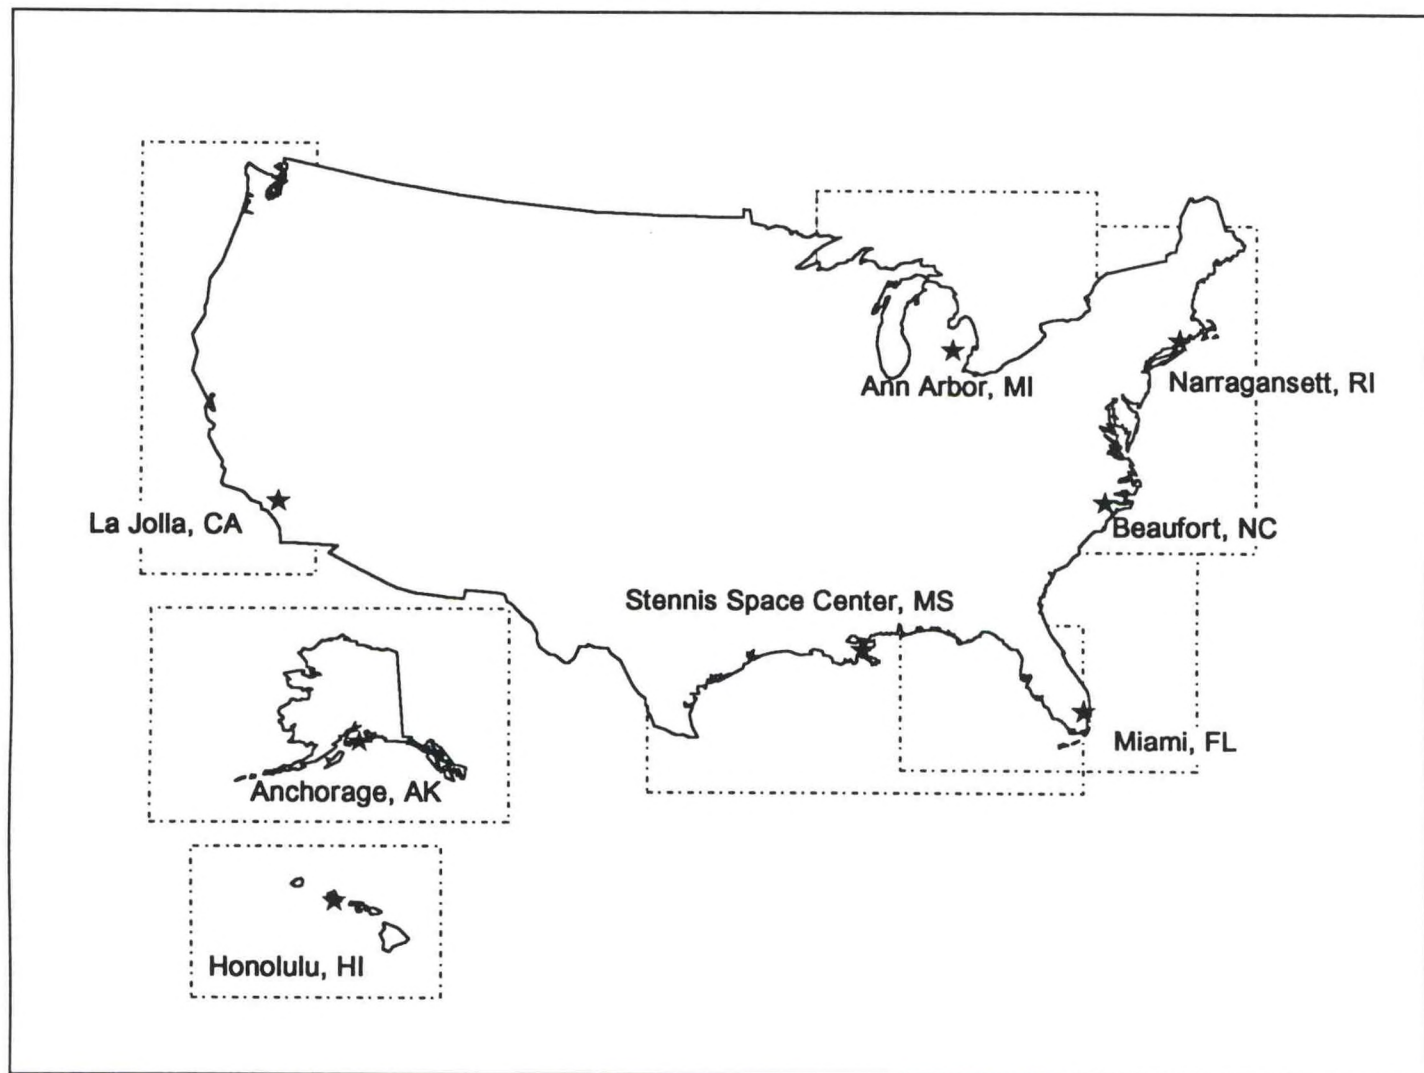 Ann Arbor, MI
Narragansett, RI
La Jolla, CA
Beaufort, NC
Stennis Space Center, MS
Miami, FL
Anchorage, AK
Honolulu, HI